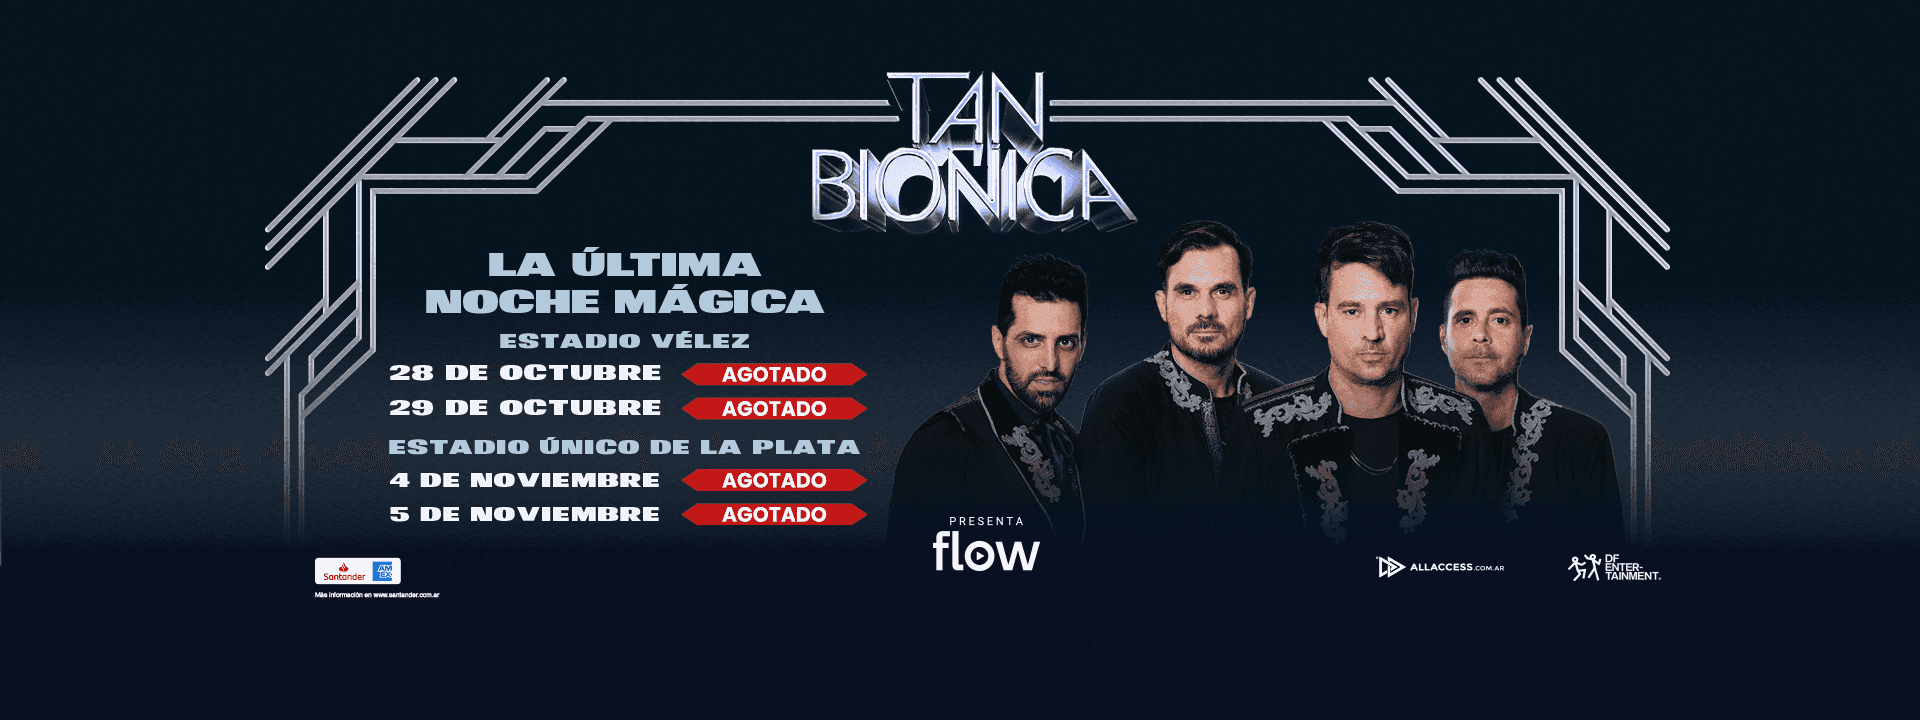 TAN
BIONICA
LA ÚLTIMA
NOCHE MÁGICA
ESTADIO VÉLEZ
28 DE OCTUBRE AGOTADO
29 DE OCTUBRE AGOTADO
ESTADIO ÚNICO DE LA PLATA
4 DE NOVIEMBRE AGOTADO
5 DE NOVIEMBRE AGOTADO
PRESENTA
flow
Santander AMEX
Más información en www.santander.com.ar
ALLACCESS.COM.AR
DF
ENTER-
TAINMENT.